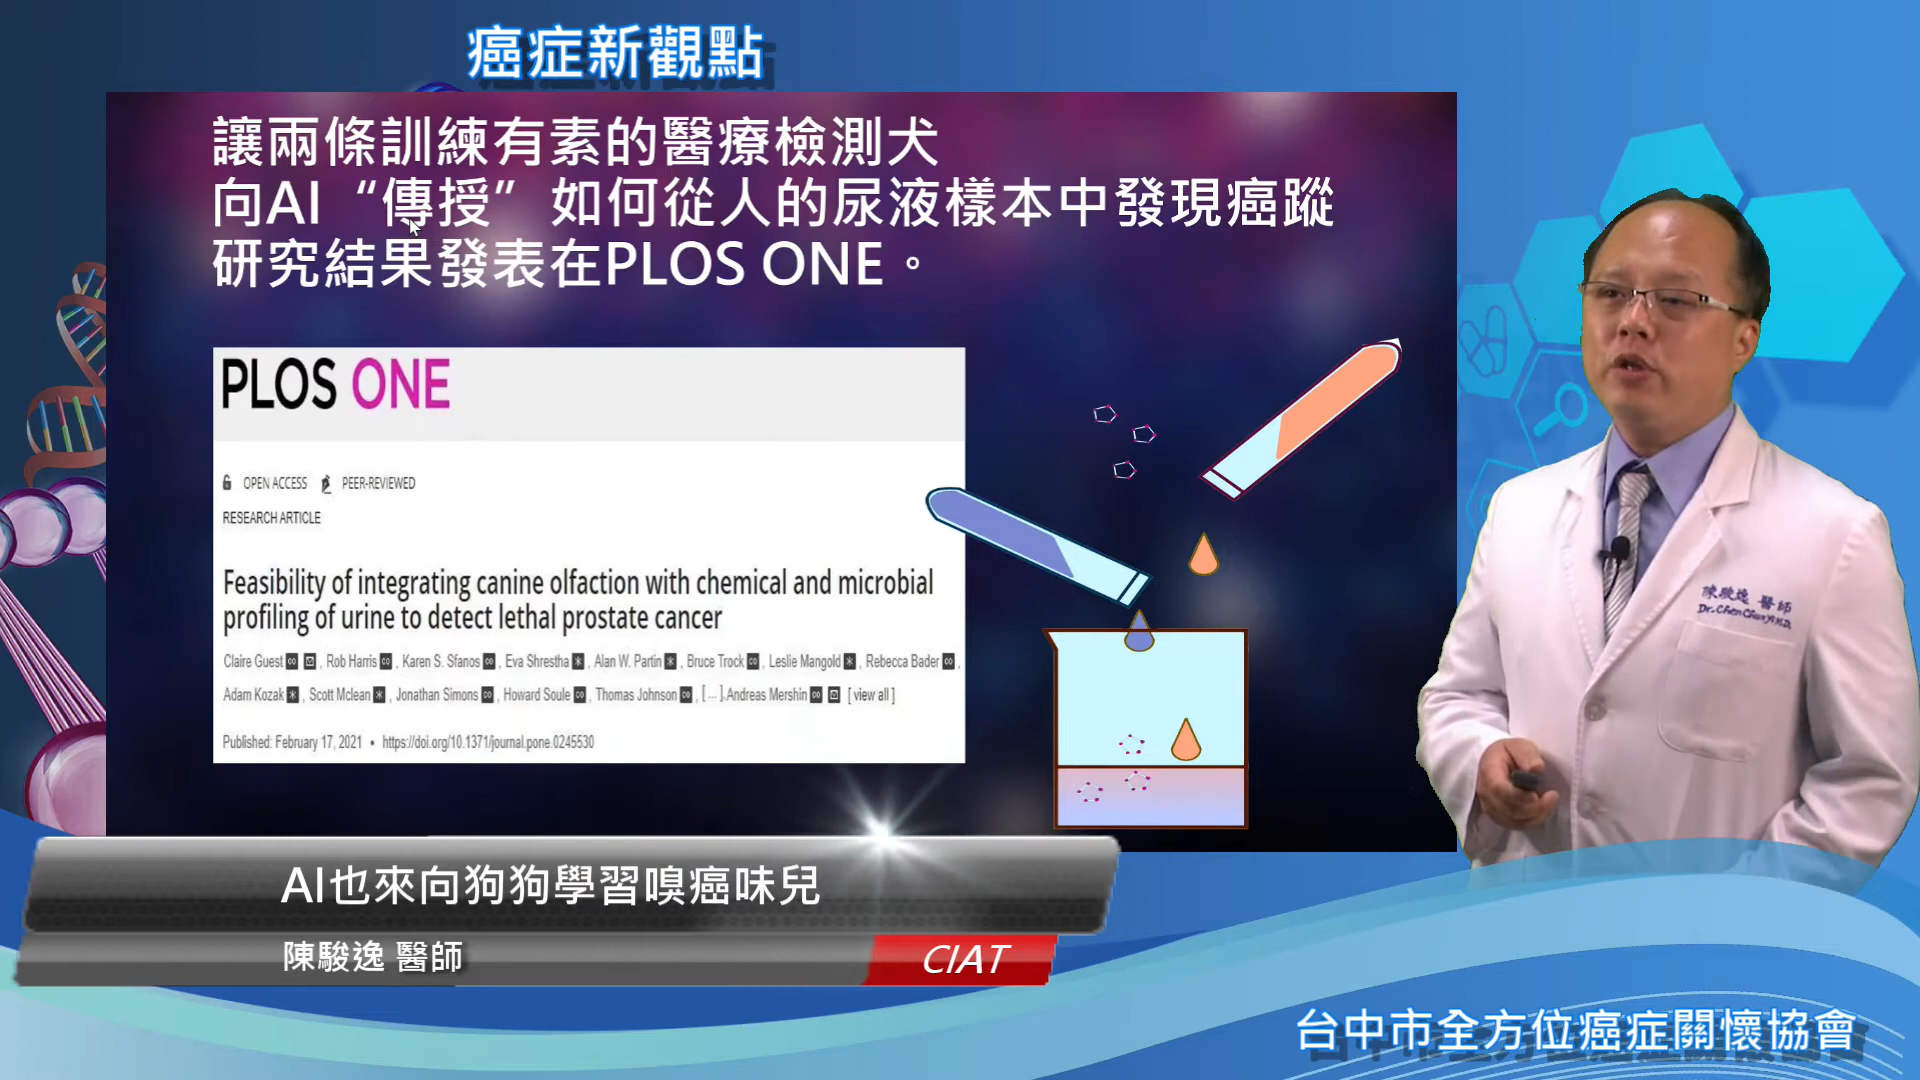 癌症新觀點
讓兩條訓練有素的醫療檢測犬
向AI“傳授”如何從人的尿液樣本中發現癌蹤
研究結果發表在PLOS ONE。
PLOS ONE
OPEN ACCESS PEER-REVIEWED
RESEARCH ARTICLE
Feasibility of integrating canine olfaction with chemical and microbial
profiling of urine to detect lethal prostate cancer
Claire Guest, Rob Harris, Karen S. Sfanos, Eva Shrestha, Alan W. Partin, Bruce Trock, Leslie Mangold, Rebecca Bader,
Adam Kozak, Scott Mclean, Jonathan Simons, Howard Soule, Thomas Johnson, [ ... ],Andreas Mershin [ view all ]
Published: February 17, 2021 • https://doi.org/10.1371/journal.pone.0245530
陳駿逸 醫師
AI也來向狗狗學習嗅癌味兒
陳駿逸 醫師
CIAT
台中市全方位癌症關懷協會